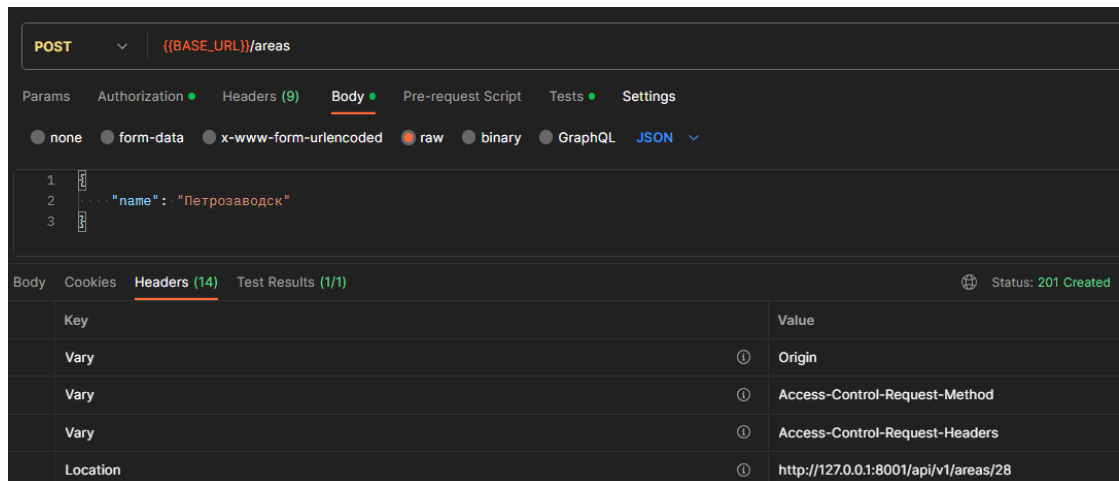 POST {{BASE_URL}}/areas
Params Authorization Headers (9) Body Pre-request Script Tests Settings
none form-data x-www-form-urlencoded raw binary GraphQL JSON
1 {
2 "name": "Петрозаводск"
3 }
Body Cookies Headers (14) Test Results (1/1) Status: 201 Created
Key Value
Vary Origin
Vary Access-Control-Request-Method
Vary Access-Control-Request-Headers
Location http://127.0.0.1:8001/api/v1/areas/28